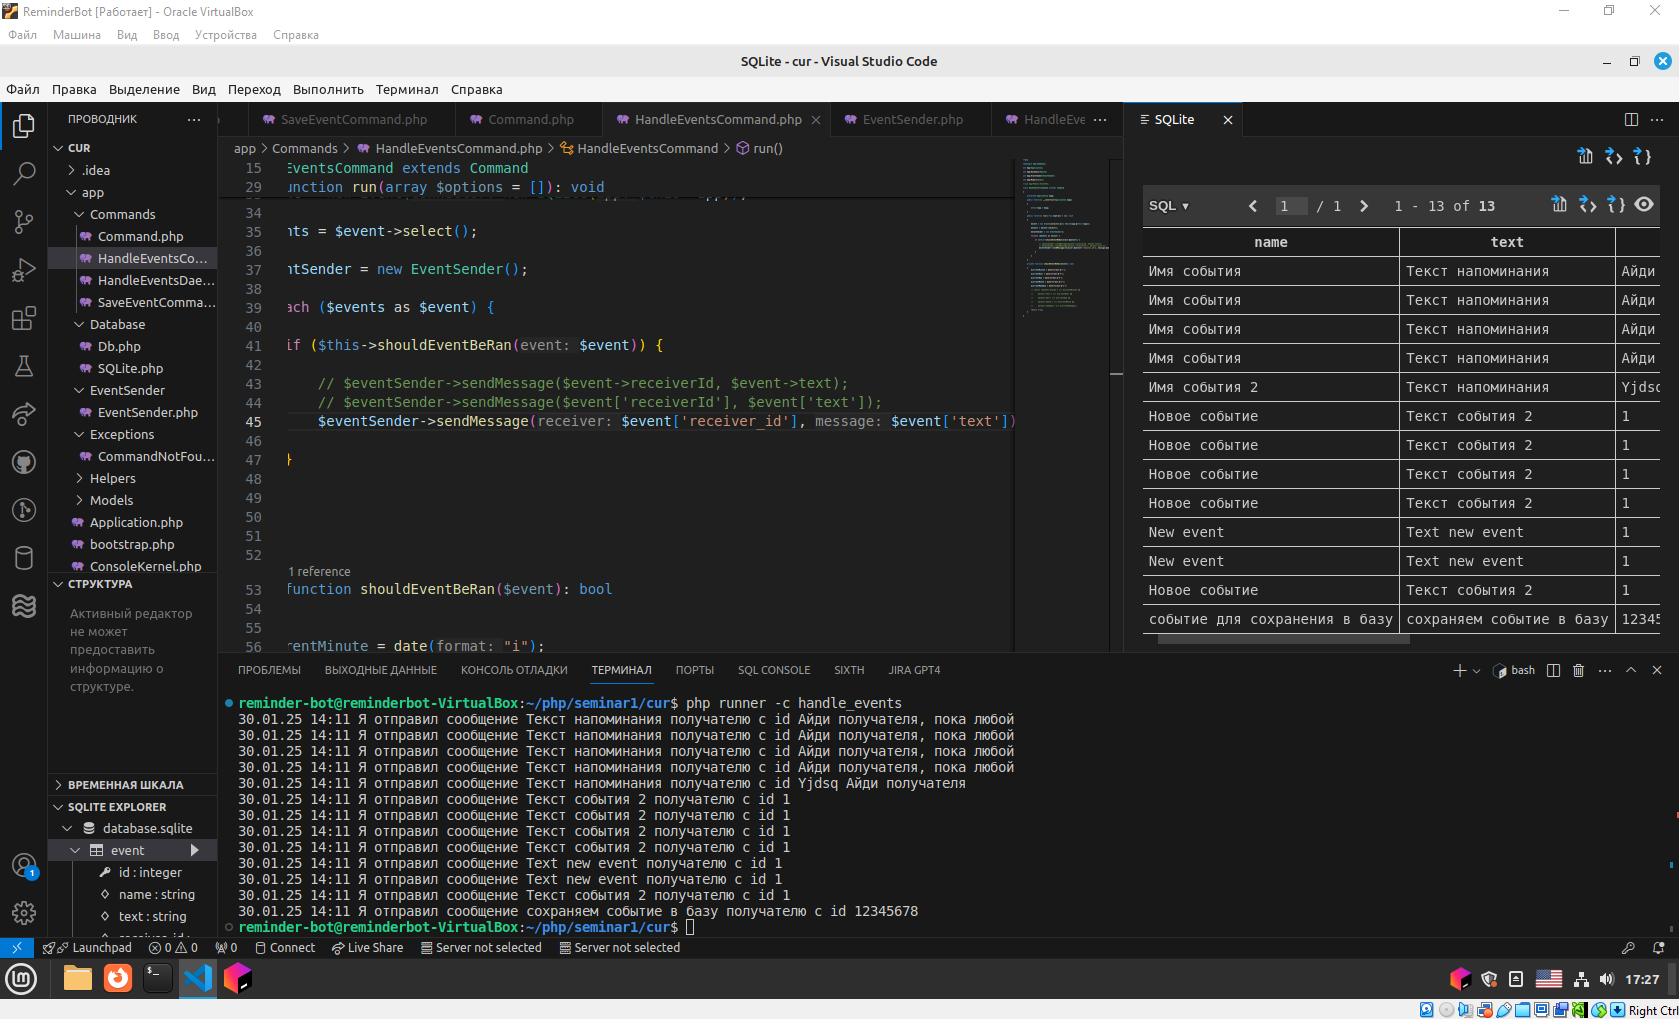 ReminderBot [Работает] - Oracle VirtualBox
Файл Машина Вид Ввод Устройства Справка
SQLite - cur - Visual Studio Code
Файл Правка Выделение Вид Переход Выполнить Терминал Справка
ПРОВОДНИК ···
SaveEventCommand.php Command.php HandleEventsCommand.php EventSender.php HandleEve ···
SQLite
app > Commands > HandleEventsCommand.php > HandleEventsCommand > run()
CUR
.idea
app
Commands
Command.php
HandleEventsCo...
HandleEventsDae...
SaveEventComma...
Database
Db.php
SQLite.php
EventSender
EventSender.php
Exceptions
CommandNotFou...
Helpers
Models
Application.php
bootstrap.php
ConsoleKernel.php
СТРУКТУРА
Активный редактор
не может
предоставить
информацию о
структуре.
ВРЕМЕННАЯ ШКАЛА
SQLITE EXPLORER
database.sqlite
event
id : integer
name : string
text : string
15 EventsCommand extends Command
29 unction run(array $options = []): void
34
35 nts = $event->select();
36
37 ntSender = new EventSender();
38
39 ach ($events as $event) {
40
41 if ($this->shouldEventBeRan(event: $event)) {
42
43 // $eventSender->sendMessage($event->receiverId, $event->text);
44 // $eventSender->sendMessage($event['receiverId'], $event['text']);
45 $eventSender->sendMessage(receiver: $event['receiver_id'], message: $event['text'])
46
47 }
48
49
50
51
52
1 reference
53 function shouldEventBeRan($event): bool
54
55
56 rentMinute = date(format: "i");
SQL ▾ 1 / 1 1 - 13 of 13
name text
Имя события Текст напоминания Айди
Имя события Текст напоминания Айди
Имя события Текст напоминания Айди
Имя события Текст напоминания Айди
Имя события 2 Текст напоминания Yjdsq
Новое событие Текст события 2 1
Новое событие Текст события 2 1
Новое событие Текст события 2 1
Новое событие Текст события 2 1
New event Text new event 1
New event Text new event 1
Новое событие Текст события 2 1
событие для сохранения в базу сохраняем событие в базу 12345
ПРОБЛЕМЫ ВЫХОДНЫЕ ДАННЫЕ КОНСОЛЬ ОТЛАДКИ ТЕРМИНАЛ ПОРТЫ SQL CONSOLE SIXTH JIRA GPT4
bash
reminder-bot@reminderbot-VirtualBox:~/php/seminar1/cur$ php runner -c handle_events
30.01.25 14:11 Я отправил сообщение Текст напоминания получателю с id Айди получателя, пока любой
30.01.25 14:11 Я отправил сообщение Текст напоминания получателю с id Айди получателя, пока любой
30.01.25 14:11 Я отправил сообщение Текст напоминания получателю с id Айди получателя, пока любой
30.01.25 14:11 Я отправил сообщение Текст напоминания получателю с id Айди получателя, пока любой
30.01.25 14:11 Я отправил сообщение Текст напоминания получателю с id Yjdsq Айди получателя
30.01.25 14:11 Я отправил сообщение Текст события 2 получателю с id 1
30.01.25 14:11 Я отправил сообщение Текст события 2 получателю с id 1
30.01.25 14:11 Я отправил сообщение Текст события 2 получателю с id 1
30.01.25 14:11 Я отправил сообщение Текст события 2 получателю с id 1
30.01.25 14:11 Я отправил сообщение Text new event получателю с id 1
30.01.25 14:11 Я отправил сообщение Text new event получателю с id 1
30.01.25 14:11 Я отправил сообщение Текст события 2 получателю с id 1
30.01.25 14:11 Я отправил сообщение сохраняем событие в базу получателю с id 12345678
reminder-bot@reminderbot-VirtualBox:~/php/seminar1/cur$
Launchpad 0 0 0 Connect Live Share Server not selected Server not selected
17:27
Right Ctrl